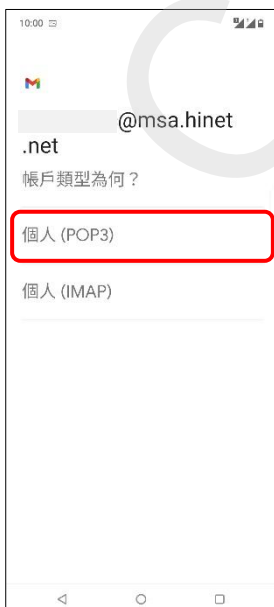 10:00
@msa.hinet
.net
帳戶類型為何？
個人 (POP3)
個人 (IMAP)